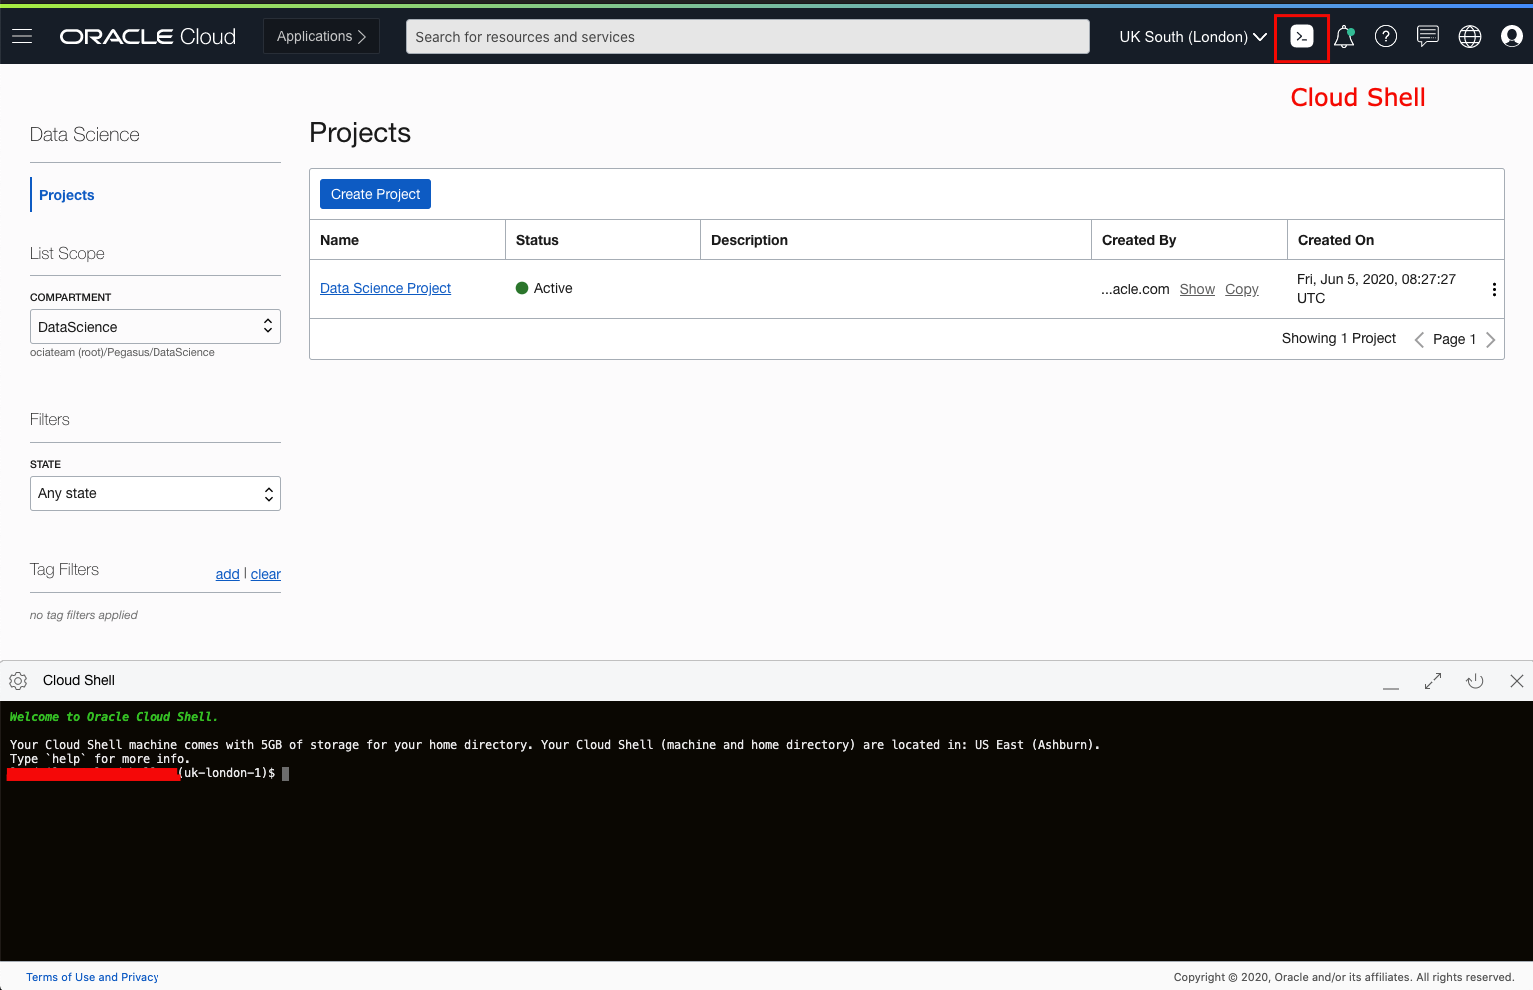 ORACLE Cloud
Applications
Search for resources and services
UK South (London)
Cloud Shell
Data Science
Projects
List Scope
COMPARTMENT
DataScience
ociateam (root)/Pegasus/DataScience
Filters
STATE
Any state
Tag Filters
add | clear
no tag filters applied
Projects
Create Project
Name Status Description Created By Created On
Data Science Project Active ...acle.com Show Copy Fri, Jun 5, 2020, 08:27:27
UTC
Showing 1 Project Page 1
Cloud Shell
Welcome to Oracle Cloud Shell.
Your Cloud Shell machine comes with 5GB of storage for your home directory. Your Cloud Shell (machine and home directory) are located in: US East (Ashburn).
Type `help` for more info.
(uk-london-1)$
Terms of Use and Privacy
Copyright © 2020, Oracle and/or its affiliates. All rights reserved.